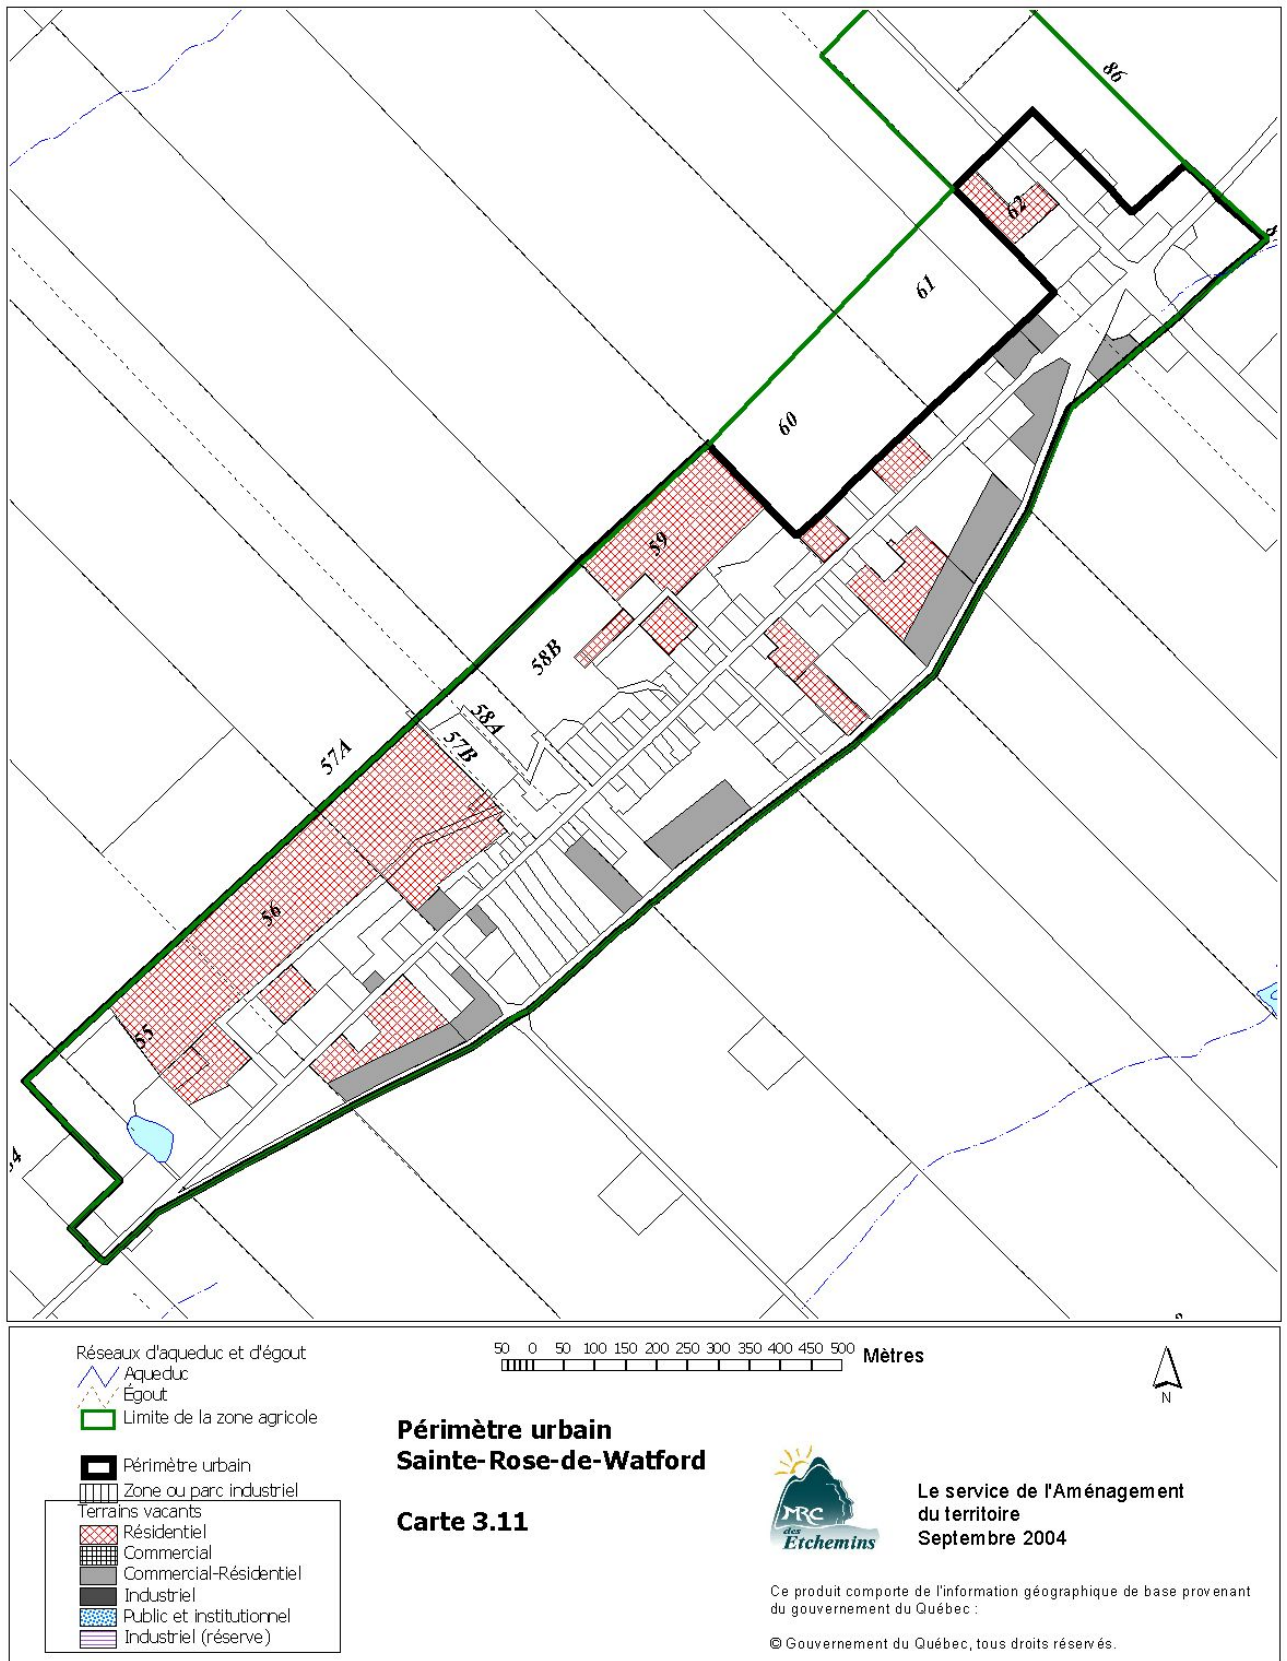 86
62
61
60
59
58B
58A
57B
57A
56
55
50 0 50 100 150 200 250 300 350 400 450 500 Mètres
N
Réseaux d'aqueduc et d'égout
Aqueduc
Égout
Limite de la zone agricole
Périmètre urbain
Zone ou parc industriel
Terrains vacants
Résidentiel
Commercial
Commercial-Résidentiel
Industriel
Public et institutionnel
Industriel (réserve)
Périmètre urbain
Sainte-Rose-de-Watford
Carte 3.11
MRC
des
Etchemins
Le service de l'Aménagement
du territoire
Septembre 2004
Ce produit comporte de l'information géographique de base provenant
du gouvernement du Québec :
© Gouvernement du Québec, tous droits réservés.